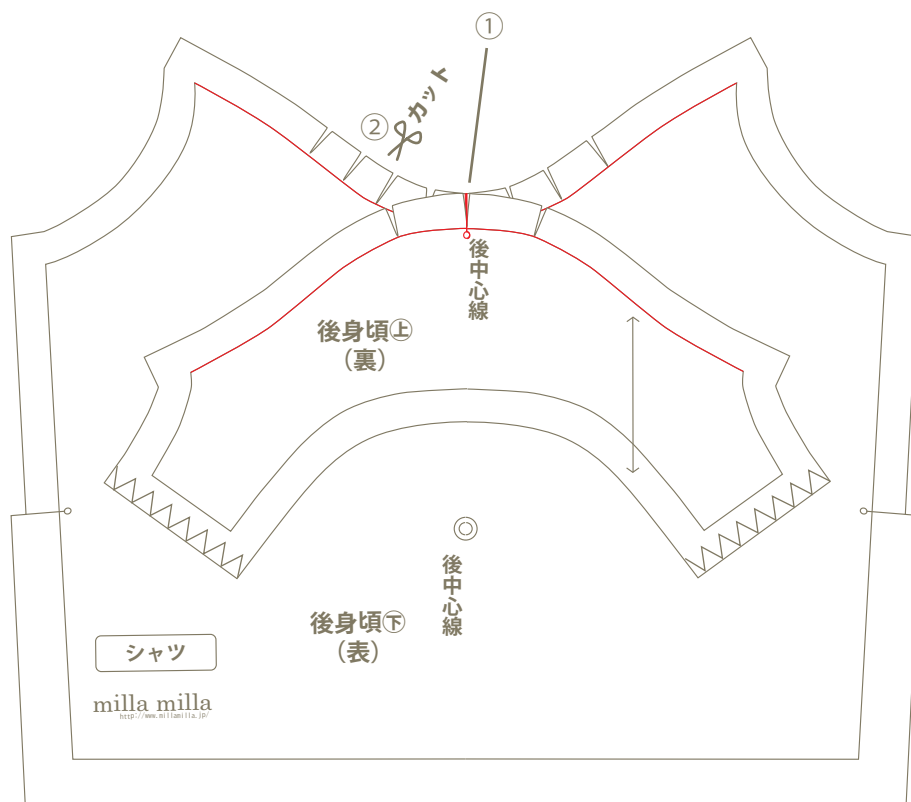 ①
②
カット
後中心線
後身頃㊤
（裏）
後中心線
後身頃㊦
（表）
シャツ
milla milla
http://www.millamilla.jp/